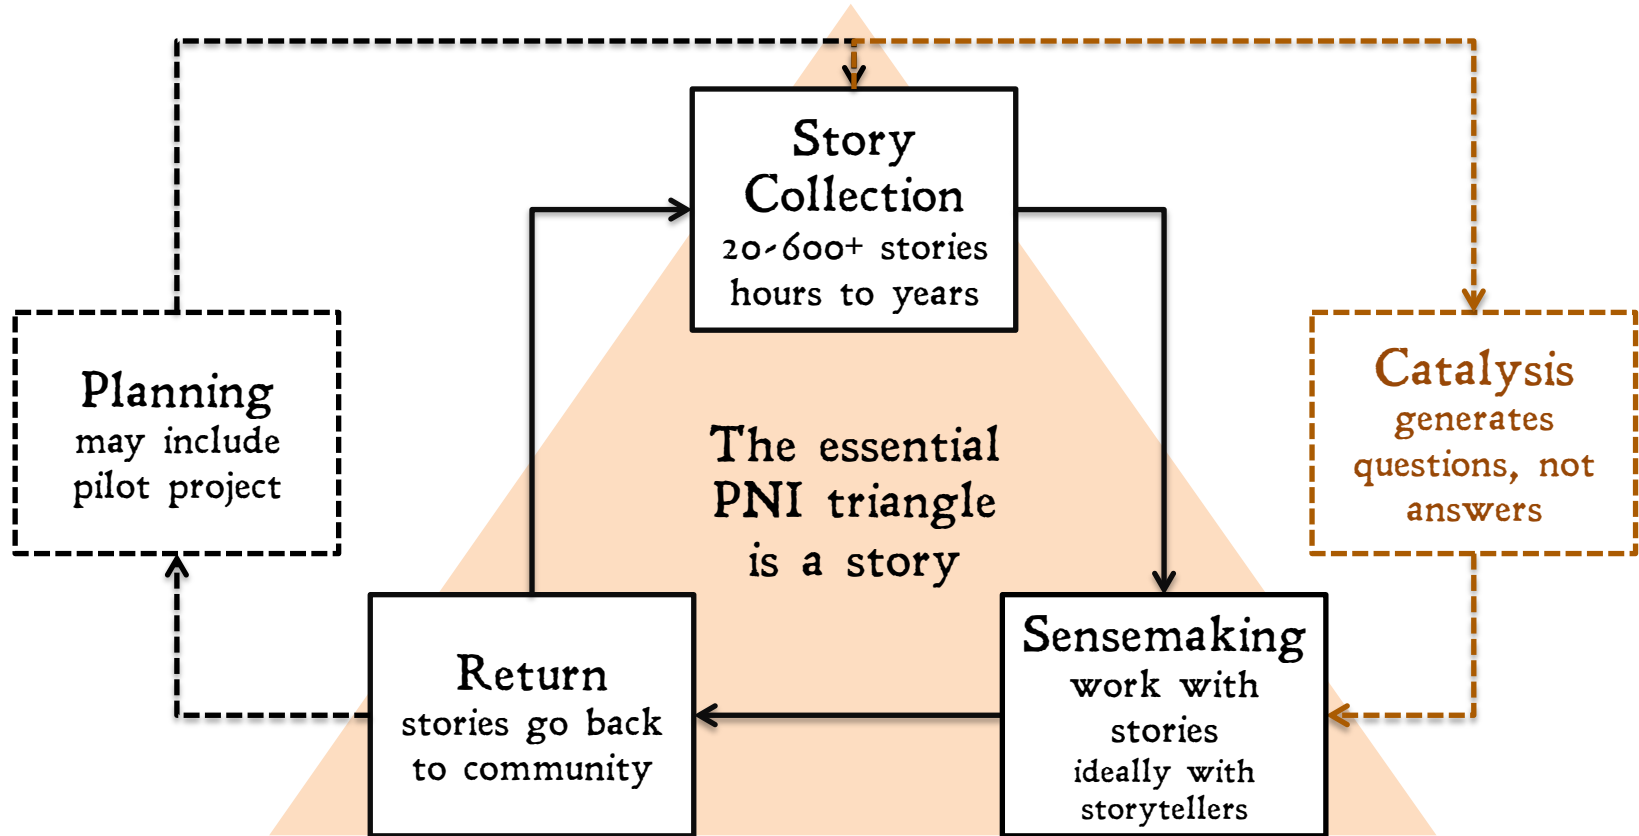 Story
Collection
20-600+ stories
hours to years
Planning
may include
pilot project
Catalysis
generates
questions, not
answers
The essential
PNI triangle
is a story
Return
stories go back
to community
Sensemaking
work with
stories
ideally with
storytellers